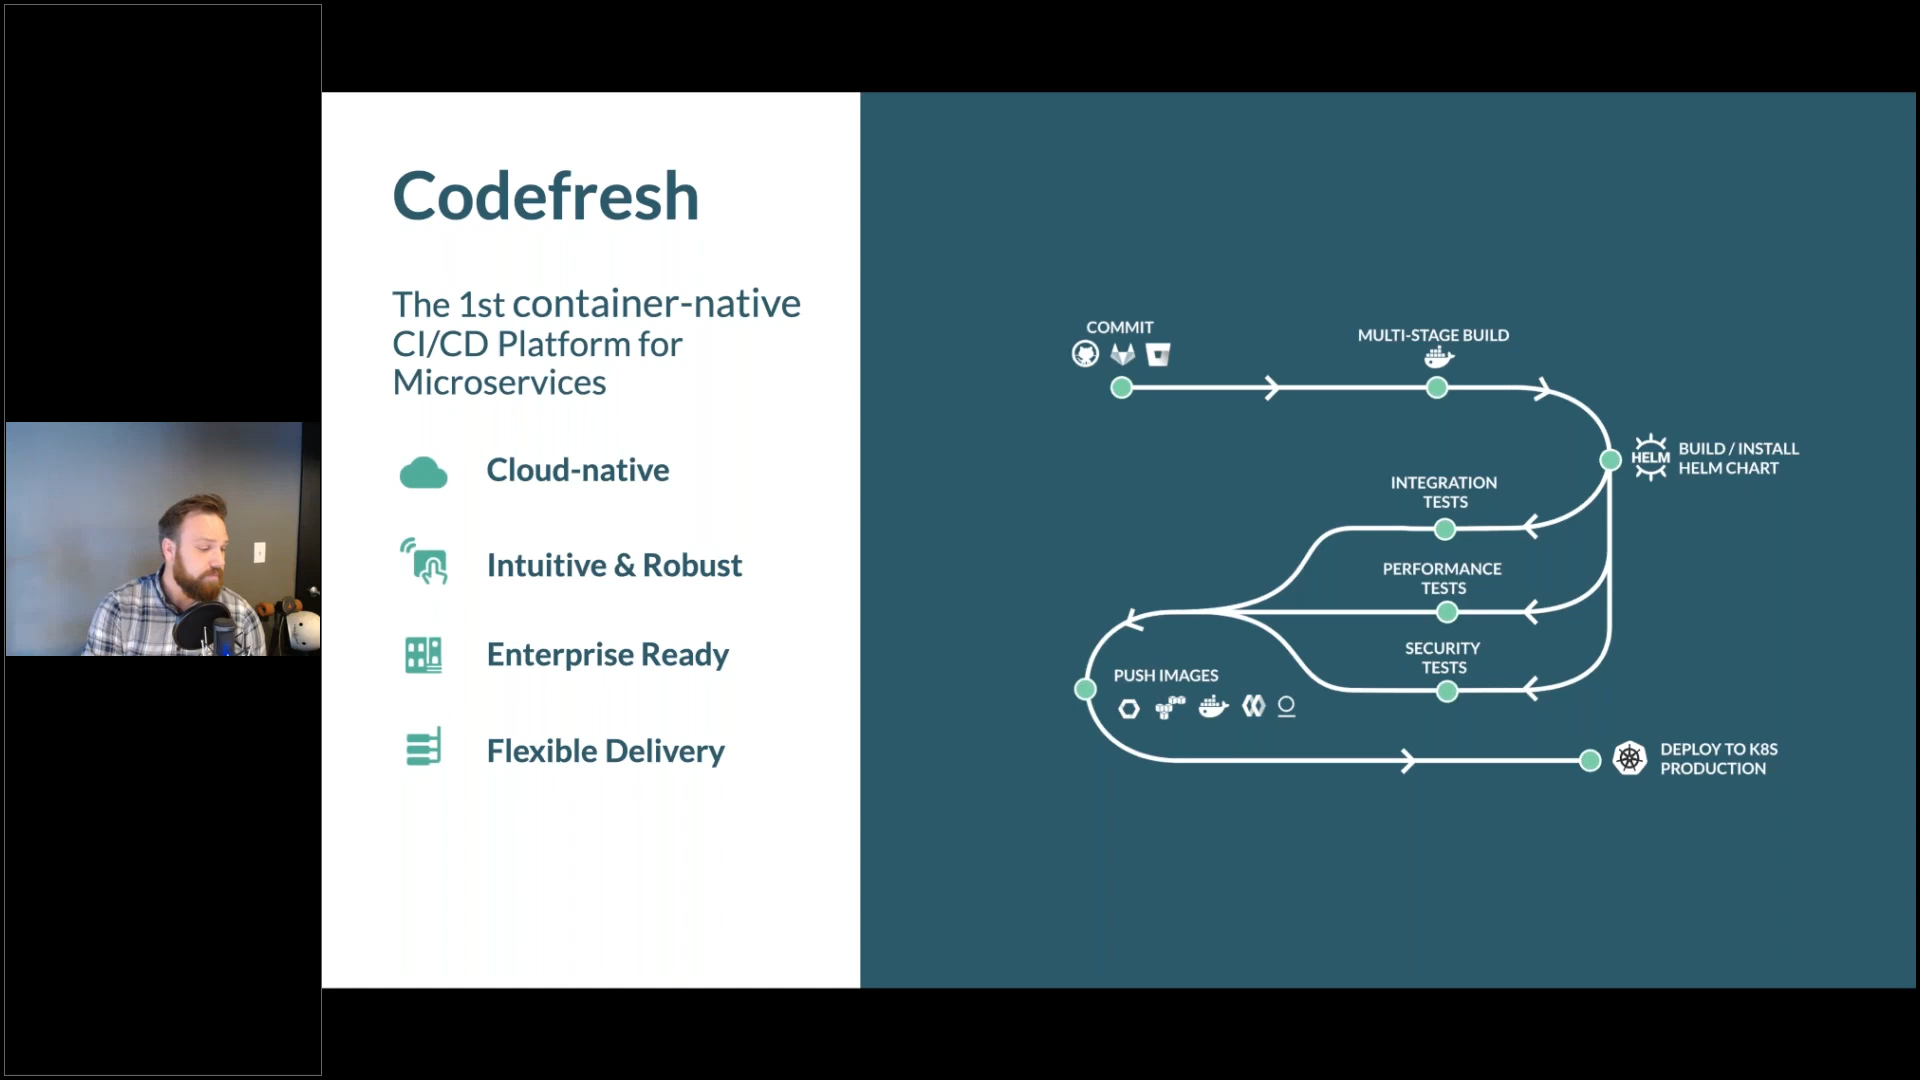 Codefresh
The 1st container-native
CI/CD Platform for
Microservices
Cloud-native
Intuitive & Robust
Enterprise Ready
Flexible Delivery
COMMIT
MULTI-STAGE BUILD
HELM
BUILD / INSTALL
HELM CHART
INTEGRATION
TESTS
PERFORMANCE
TESTS
SECURITY
TESTS
PUSH IMAGES
DEPLOY TO K8S
PRODUCTION